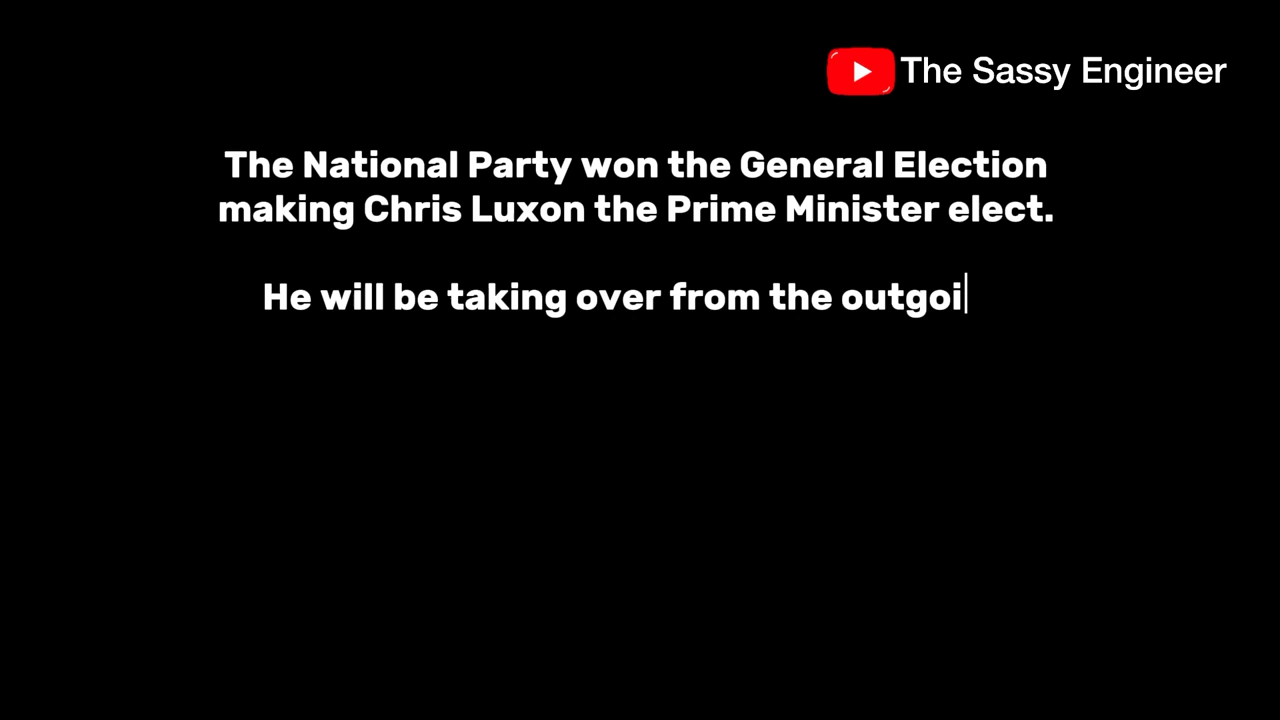 The Sassy Engineer
The National Party won the General Election
making Chris Luxon the Prime Minister elect.
He will be taking over from the outgoi